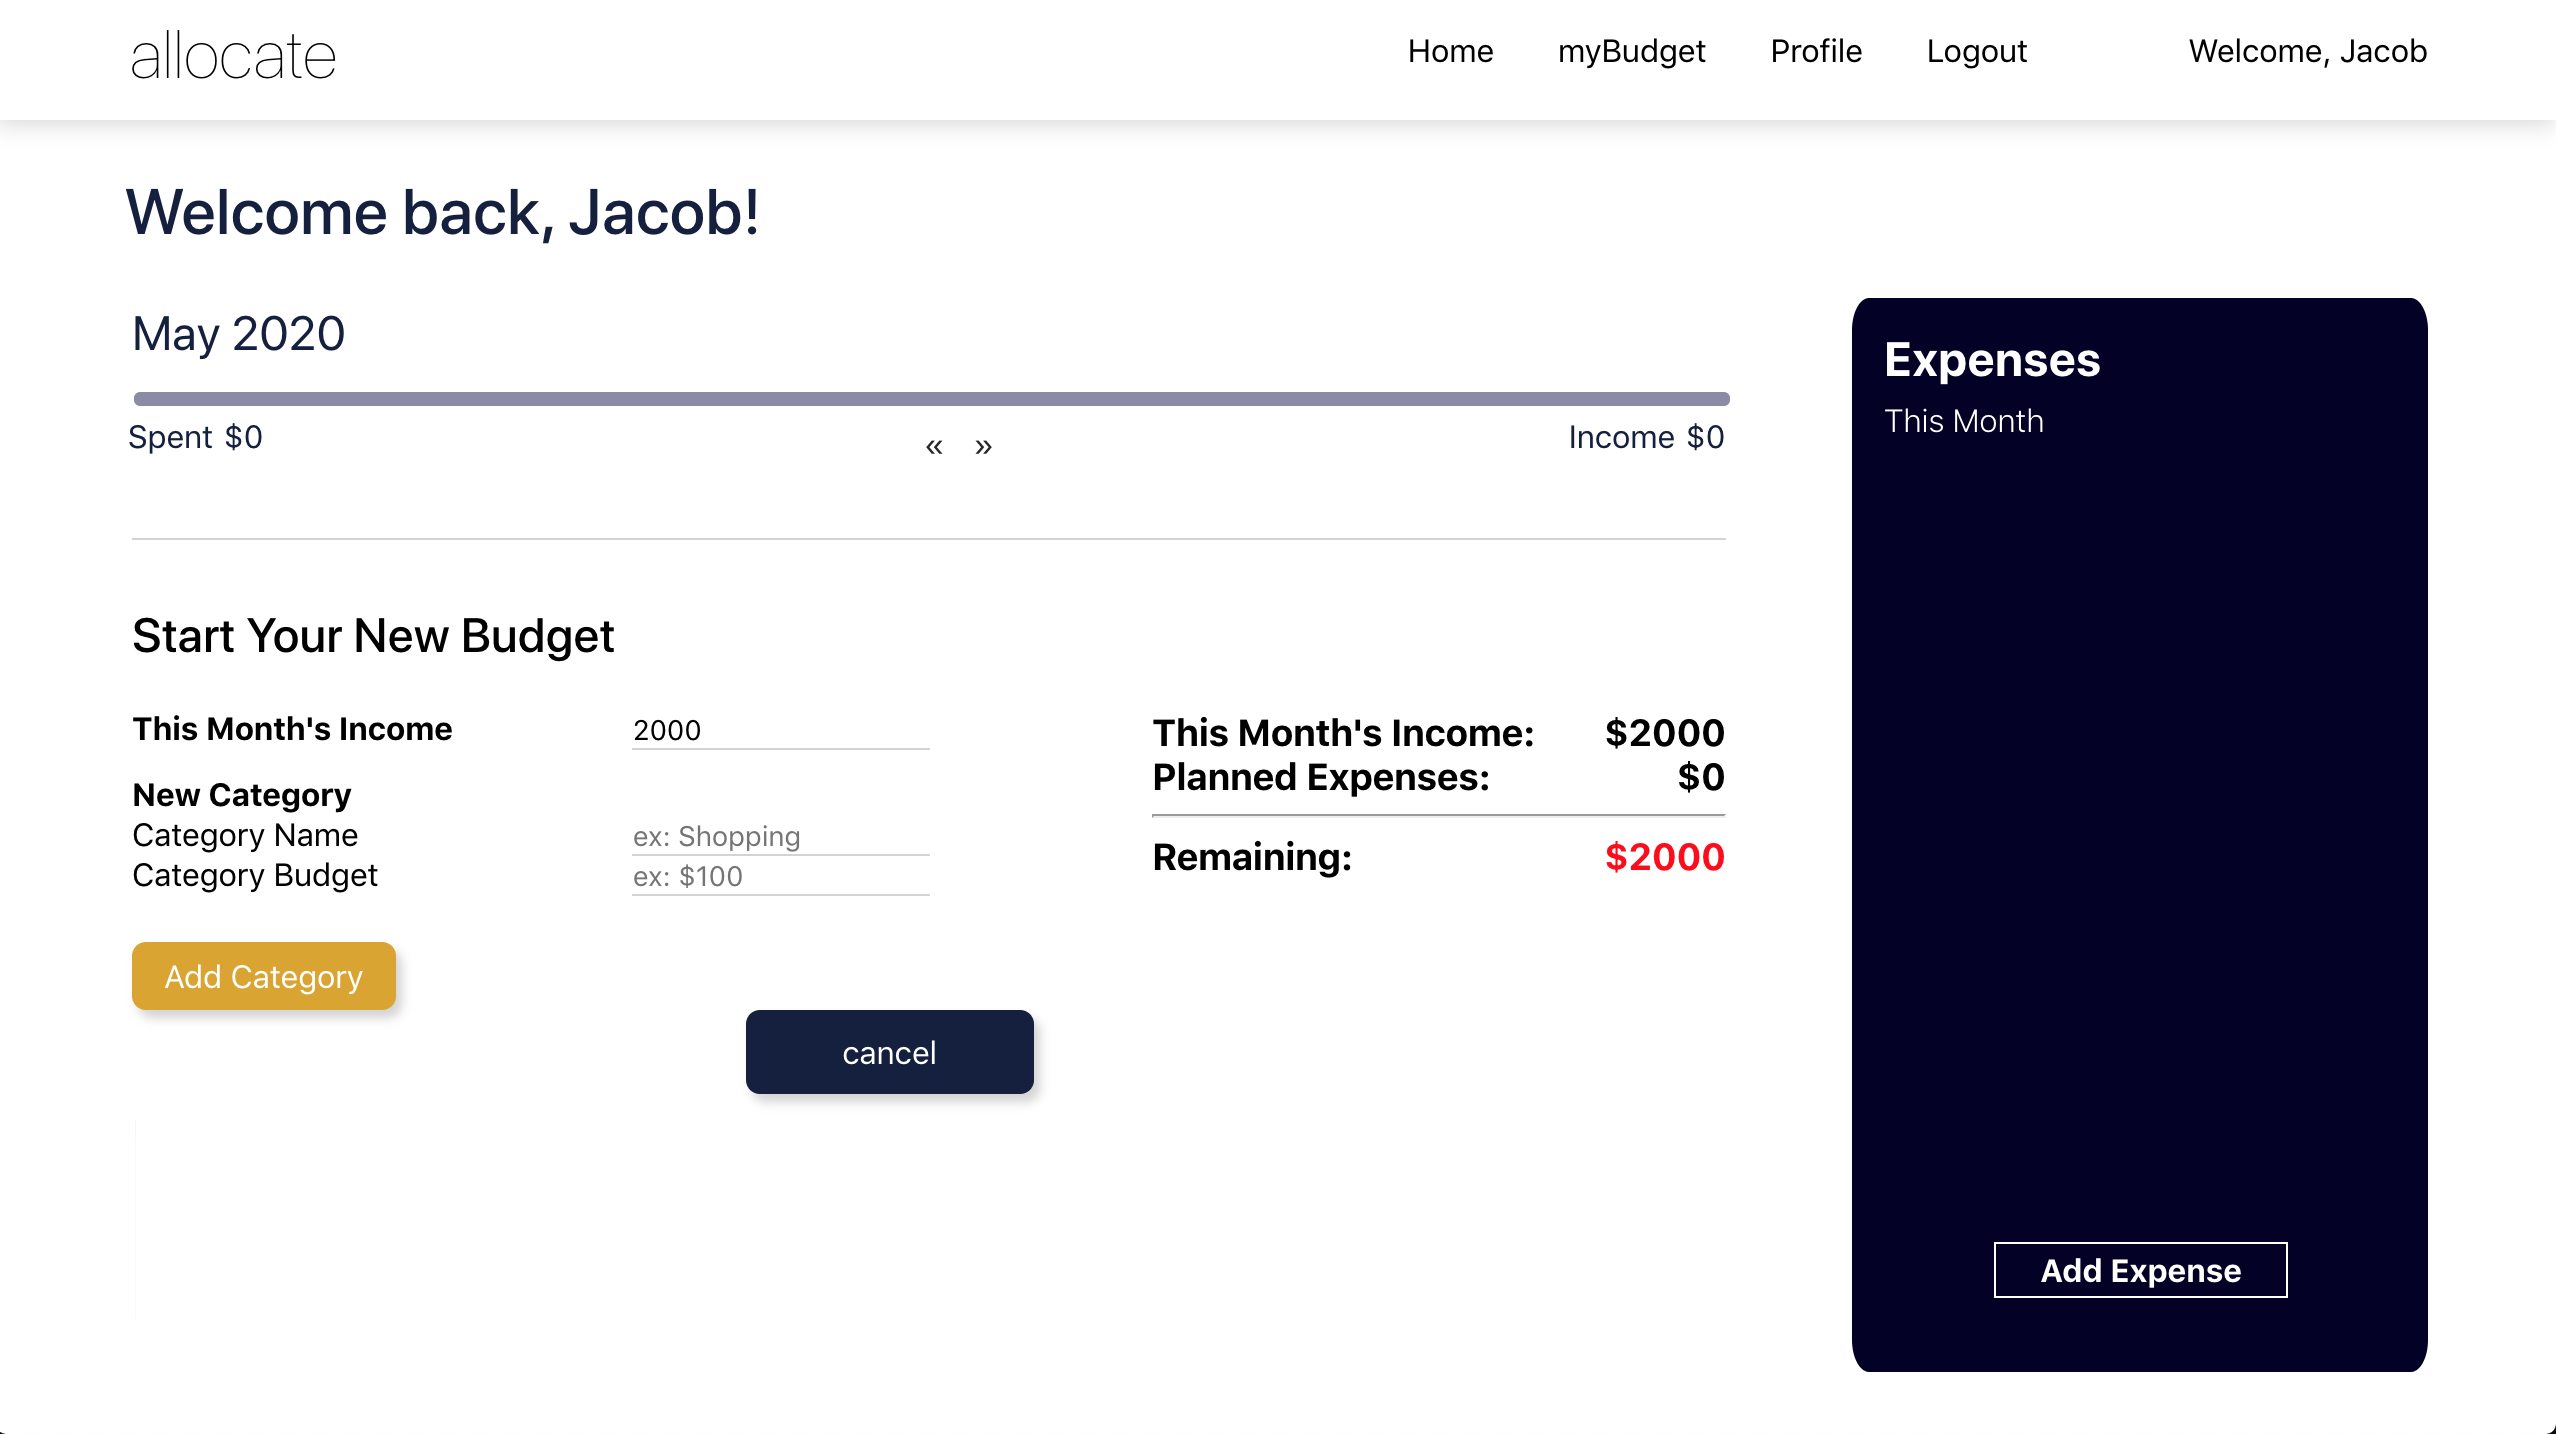 allocate
Home myBudget Profile Logout Welcome, Jacob
Welcome back, Jacob!
May 2020
Spent $0 « » Income $0
Start Your New Budget
This Month's Income 2000
New Category
Category Name ex: Shopping
Category Budget ex: $100
Add Category
cancel
This Month's Income: $2000
Planned Expenses: $0
Remaining: $2000
Expenses
This Month
Add Expense